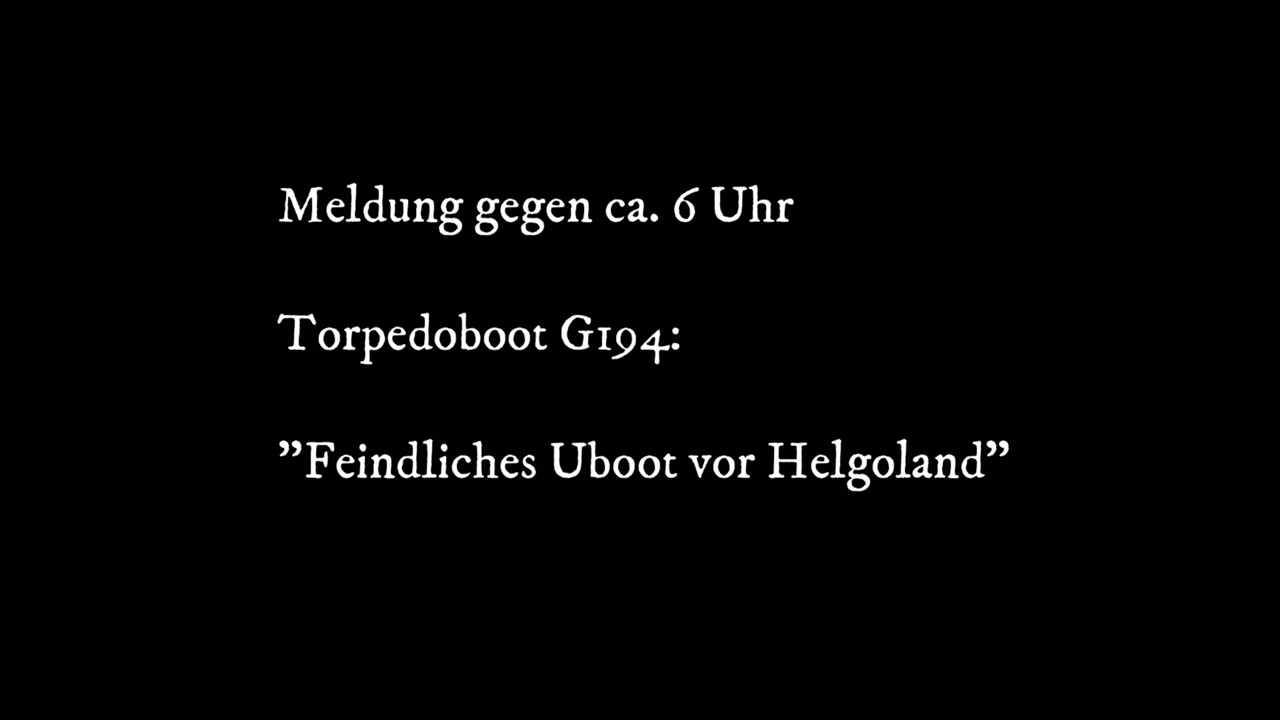 Meldung gegen ca. 6 Uhr
Torpedoboot G194:
”Feindliches Uboot vor Helgoland”